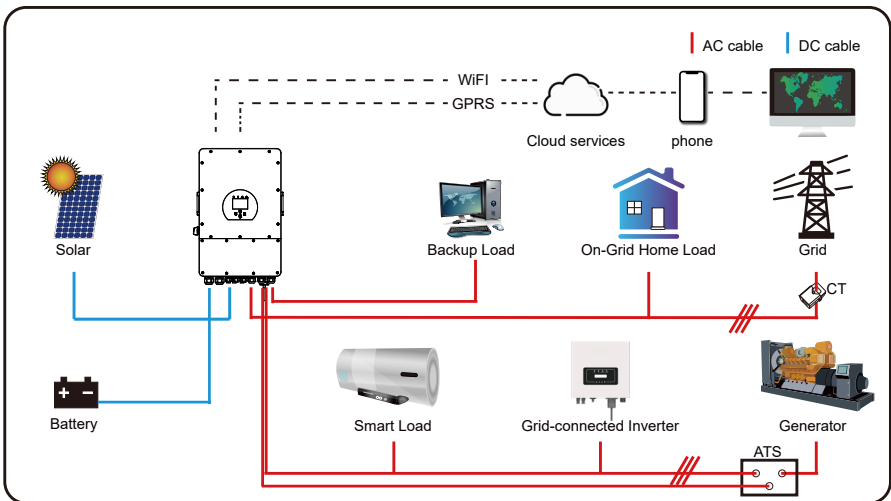 AC cable
DC cable
WiFI
GPRS
Cloud services
phone
Solar
Backup Load
On-Grid Home Load
Grid
CT
Battery
Smart Load
Grid-connected Inverter
Generator
ATS